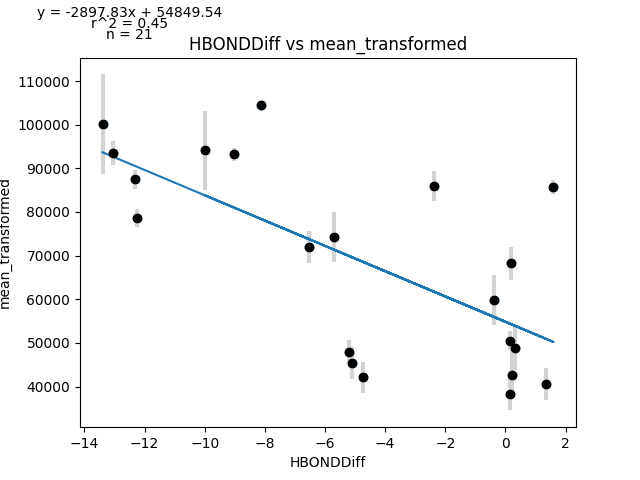 y = -2897.83x + 54849.54
r^2 = 0.45
n = 21
HBONDDiff vs mean_transformed
110000
100000
90000
80000
70000
60000
50000
40000
mean_transformed
−14
−12
−10
−8
−6
−4
−2
0
2
HBONDDiff